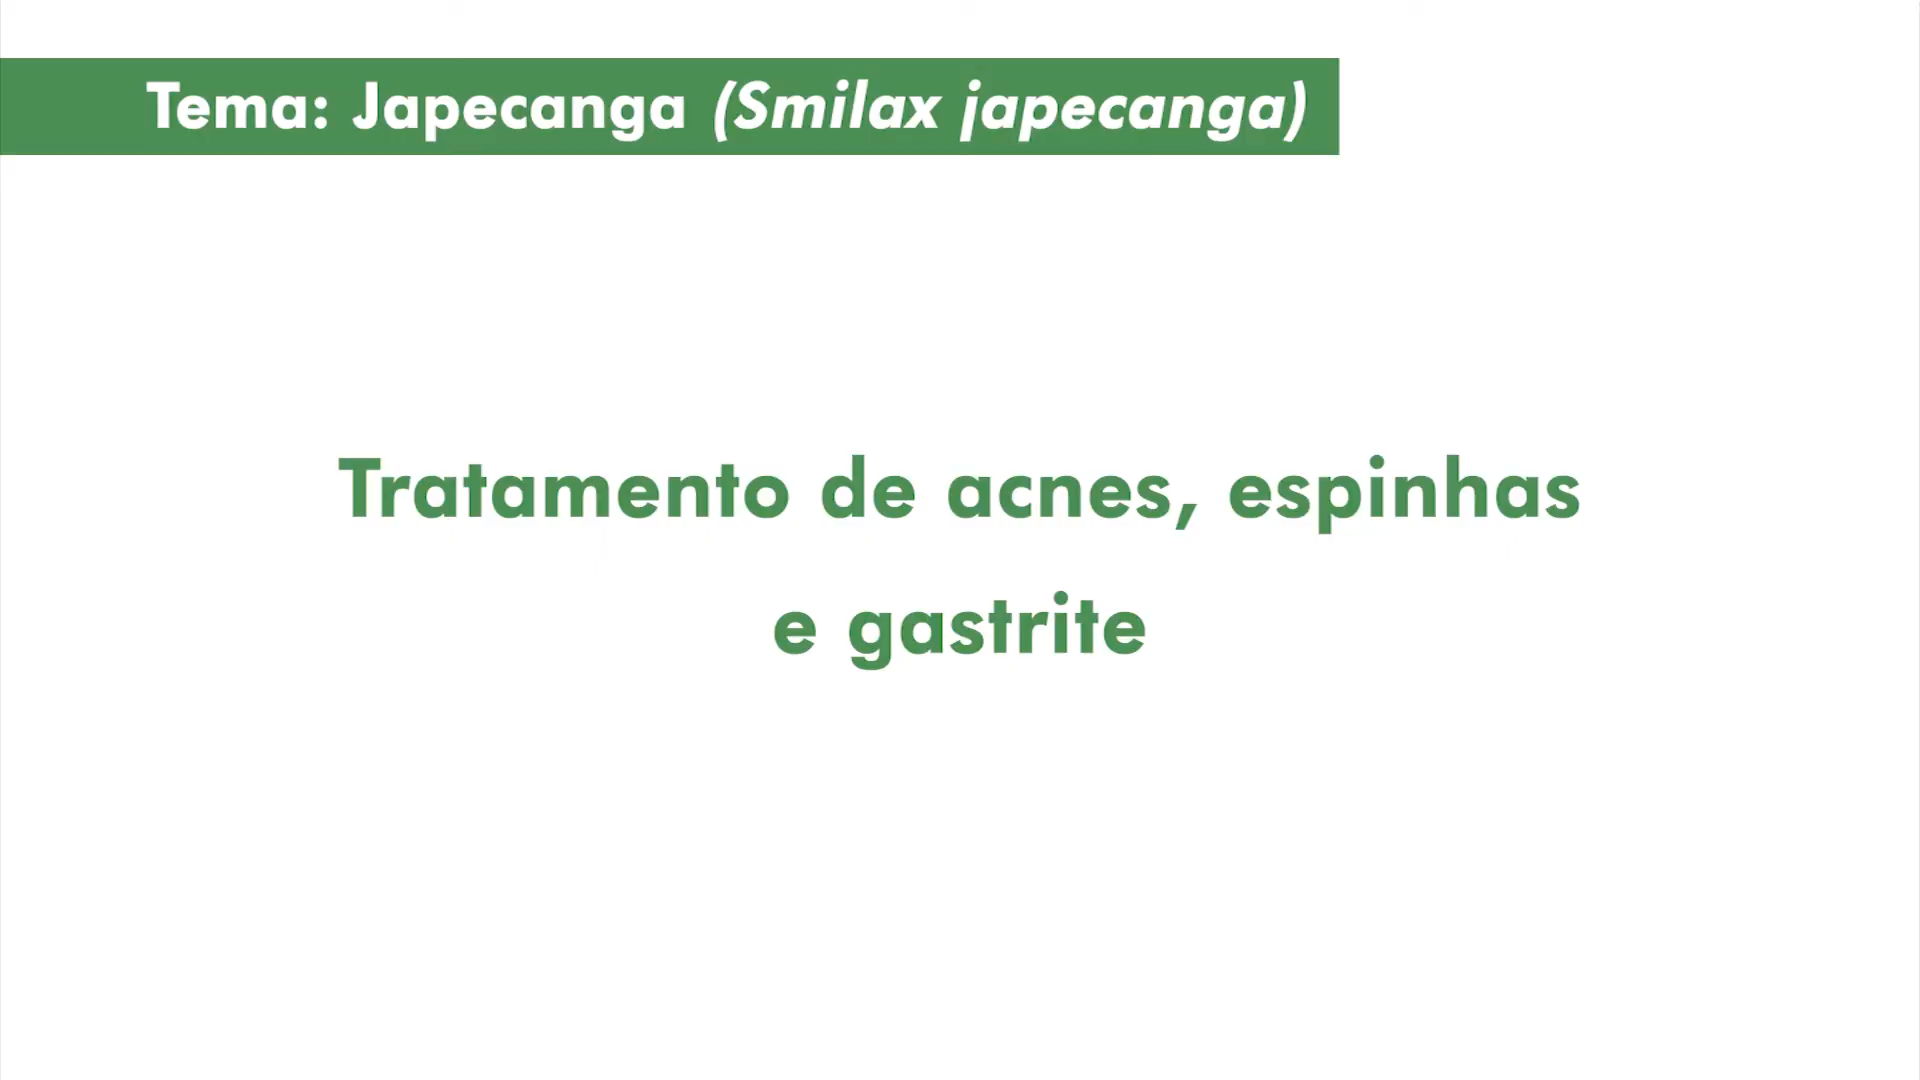 Tema: Japecanga (Smilax japecanga)
Tratamento de acnes, espinhas
e gastrite